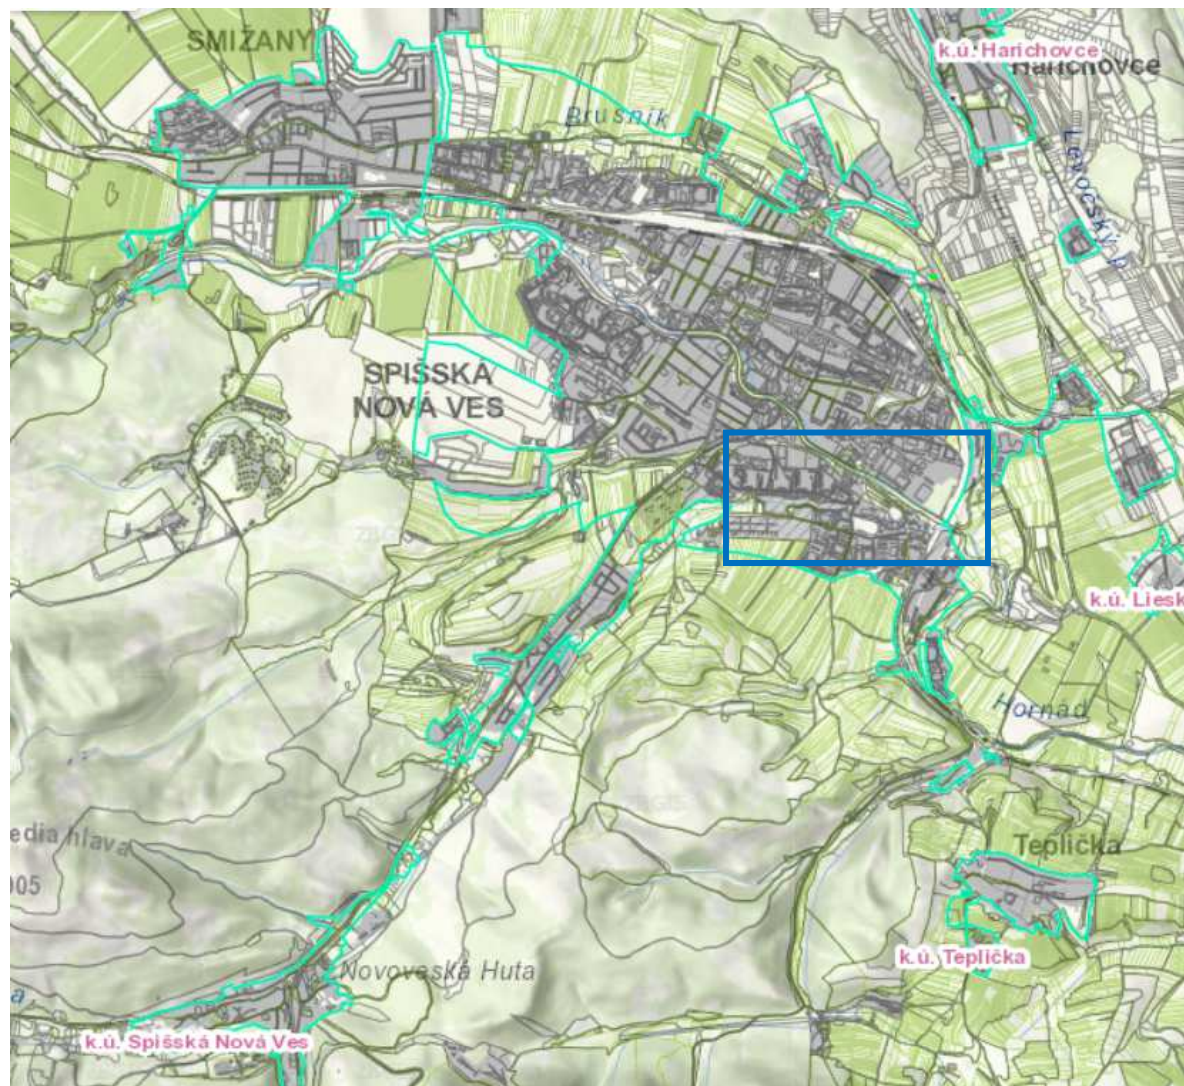 SMIŽANY
k.ú. Harichovce
Harichovce
Brusník
Levočský p
SPIŠSKÁ
NOVÁ VES
k.ú. Liesk
Hornád
edia hlava
005
Teplička
k.ú. Teplička
Novoveská Huta
a
k.ú. Spišská Nová Ves